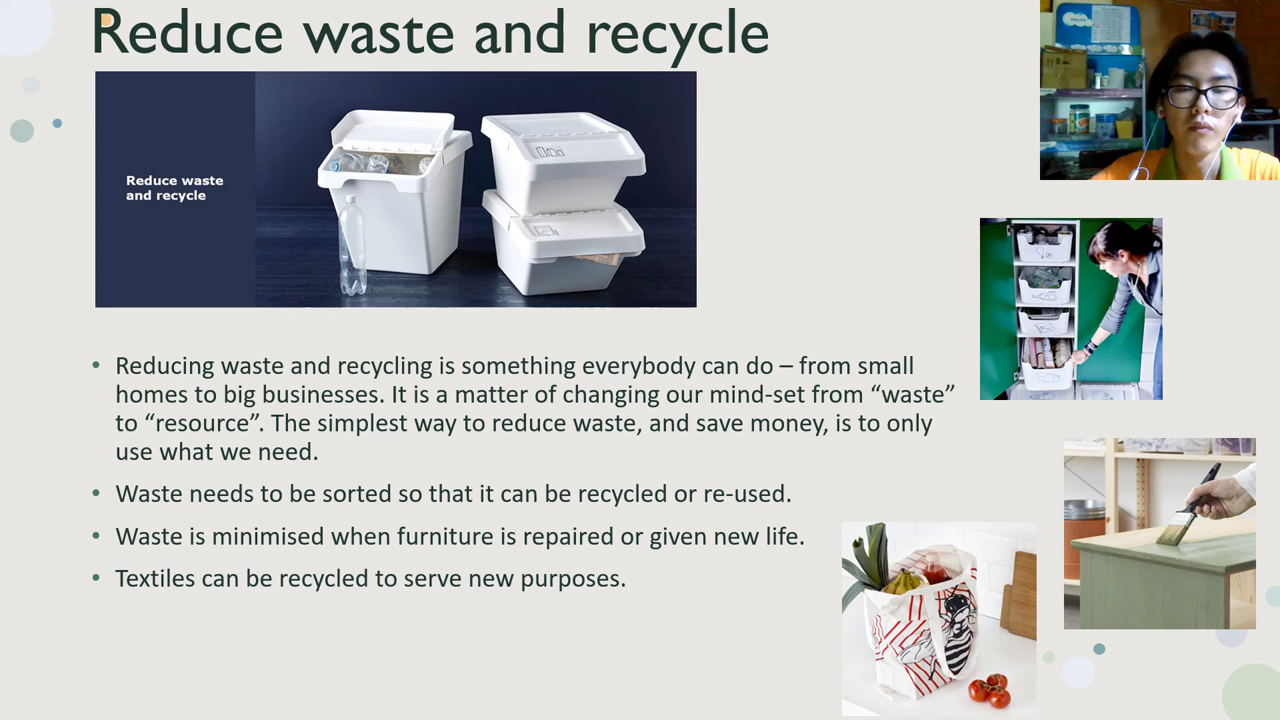 Reduce waste and recycle
Reduce waste
and recycle
• Reducing waste and recycling is something everybody can do – from small
homes to big businesses. It is a matter of changing our mind-set from “waste”
to “resource”. The simplest way to reduce waste, and save money, is to only
use what we need.
• Waste needs to be sorted so that it can be recycled or re-used.
• Waste is minimised when furniture is repaired or given new life.
• Textiles can be recycled to serve new purposes.